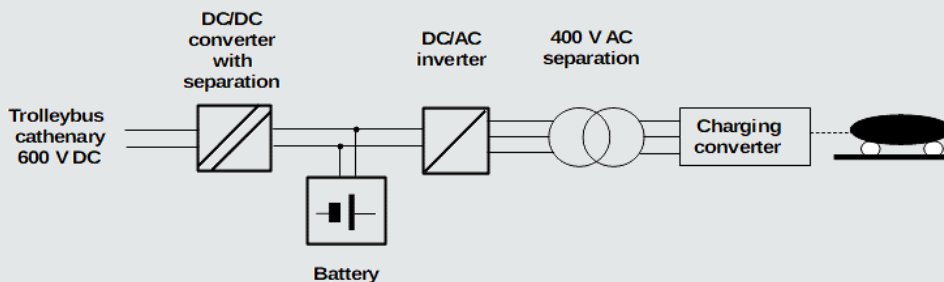 DC/DC
converter
with
separation
DC/AC
inverter
400 V AC
separation
Trolleybus
cathenary
600 V DC
Charging
converter
Battery